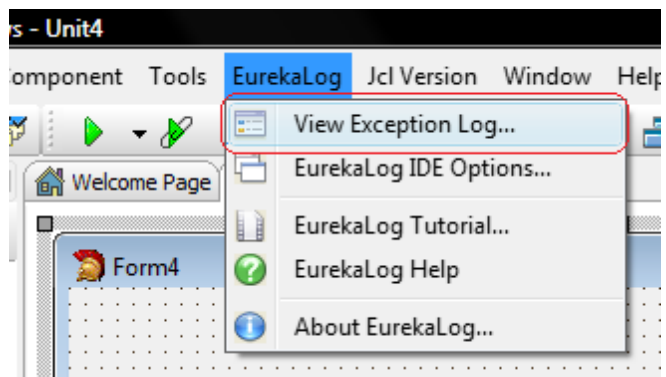 s - Unit4
omponent Tools EurekaLog Jcl Version Window Help
View Exception Log...
EurekaLog IDE Options...
Welcome Page
EurekaLog Tutorial...
Form4
EurekaLog Help
About EurekaLog...